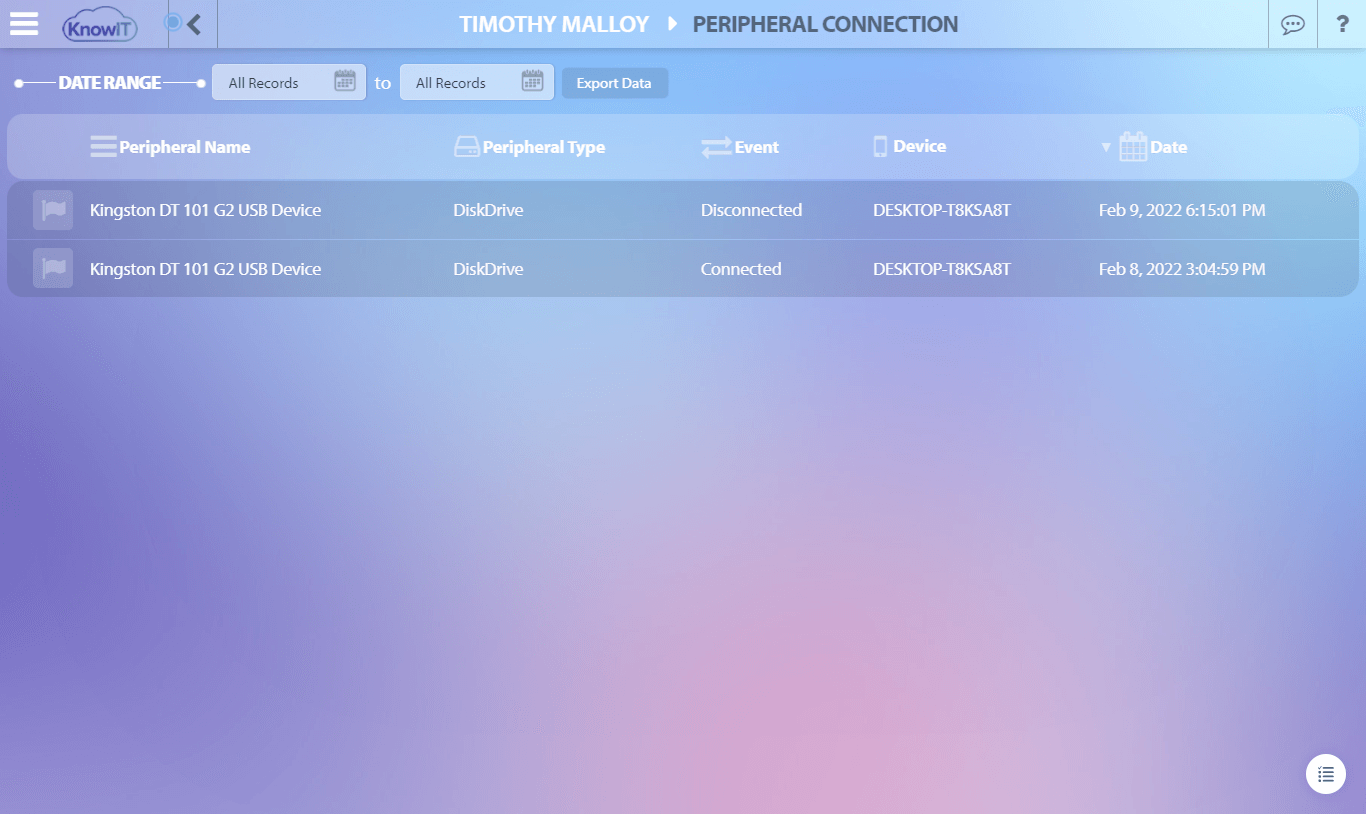 KnowIT
TIMOTHY MALLOY PERIPHERAL CONNECTION
?
DATE RANGE All Records to All Records Export Data
Peripheral Name Peripheral Type Event Device Date
Kingston DT 101 G2 USB Device DiskDrive Disconnected DESKTOP-T8KSA8T Feb 9, 2022 6:15:01 PM
Kingston DT 101 G2 USB Device DiskDrive Connected DESKTOP-T8KSA8T Feb 8, 2022 3:04:59 PM